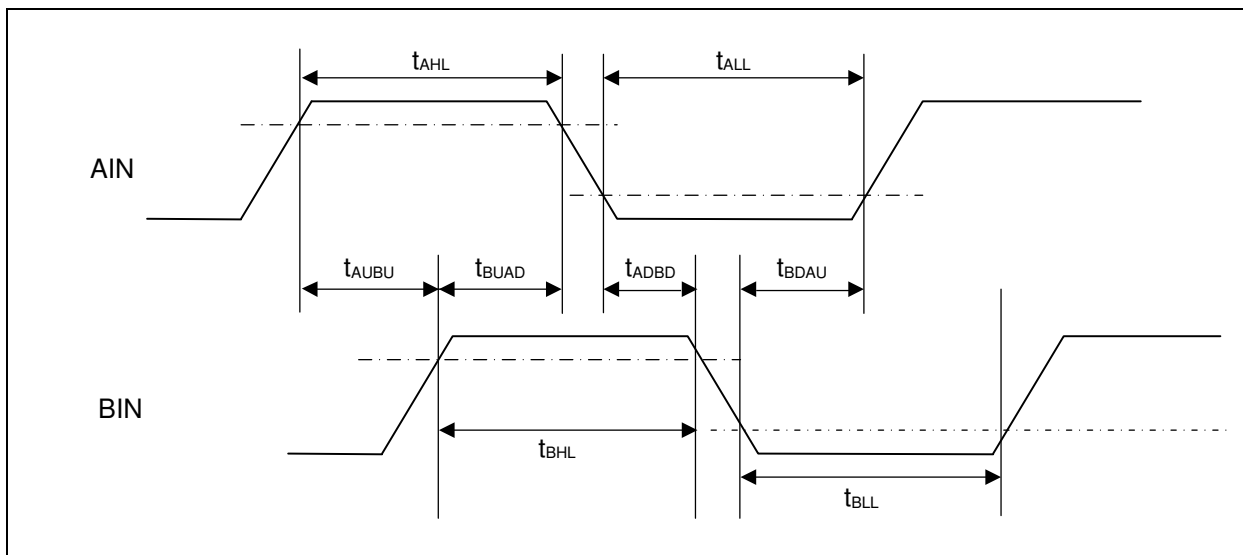 tAHL
tALL
AIN
tAUBU
tBUAD
tADBD
tBDAU
BIN
tBHL
tBLL